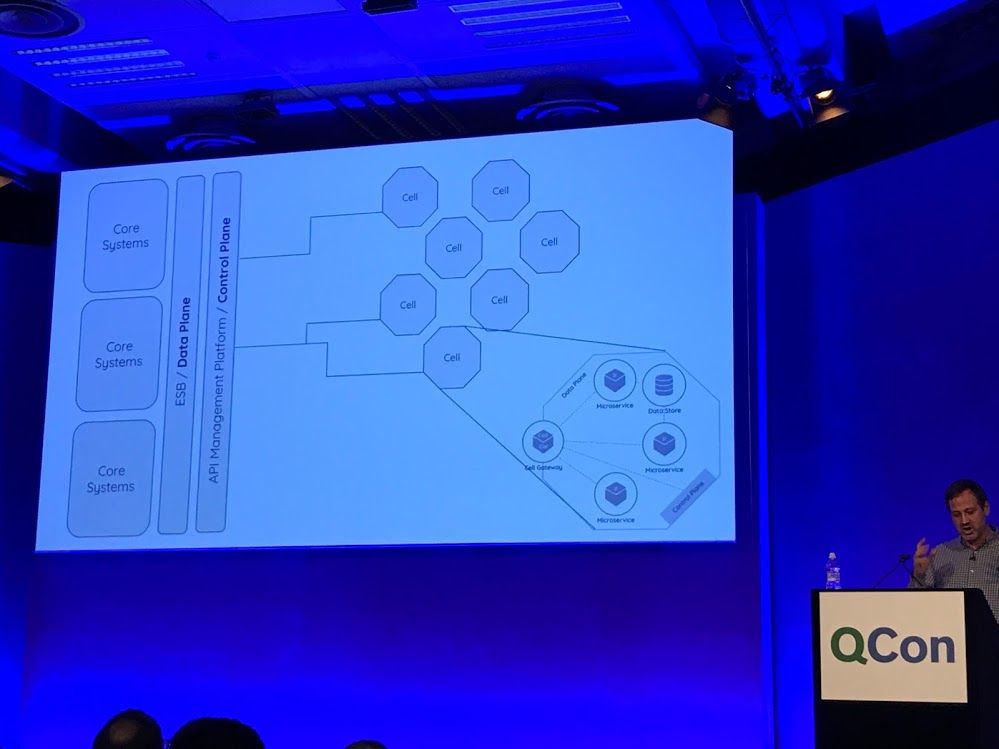 Core
Systems
Core
Systems
Core
Systems
ESB / Data Plane
API Management Platform / Control Plane
Cell
Cell
Cell
Cell
Cell
Cell
Cell
Data Plane
Microservice
Data Store
Cell Gateway
Microservice
Microservice
Control Plane
QCon